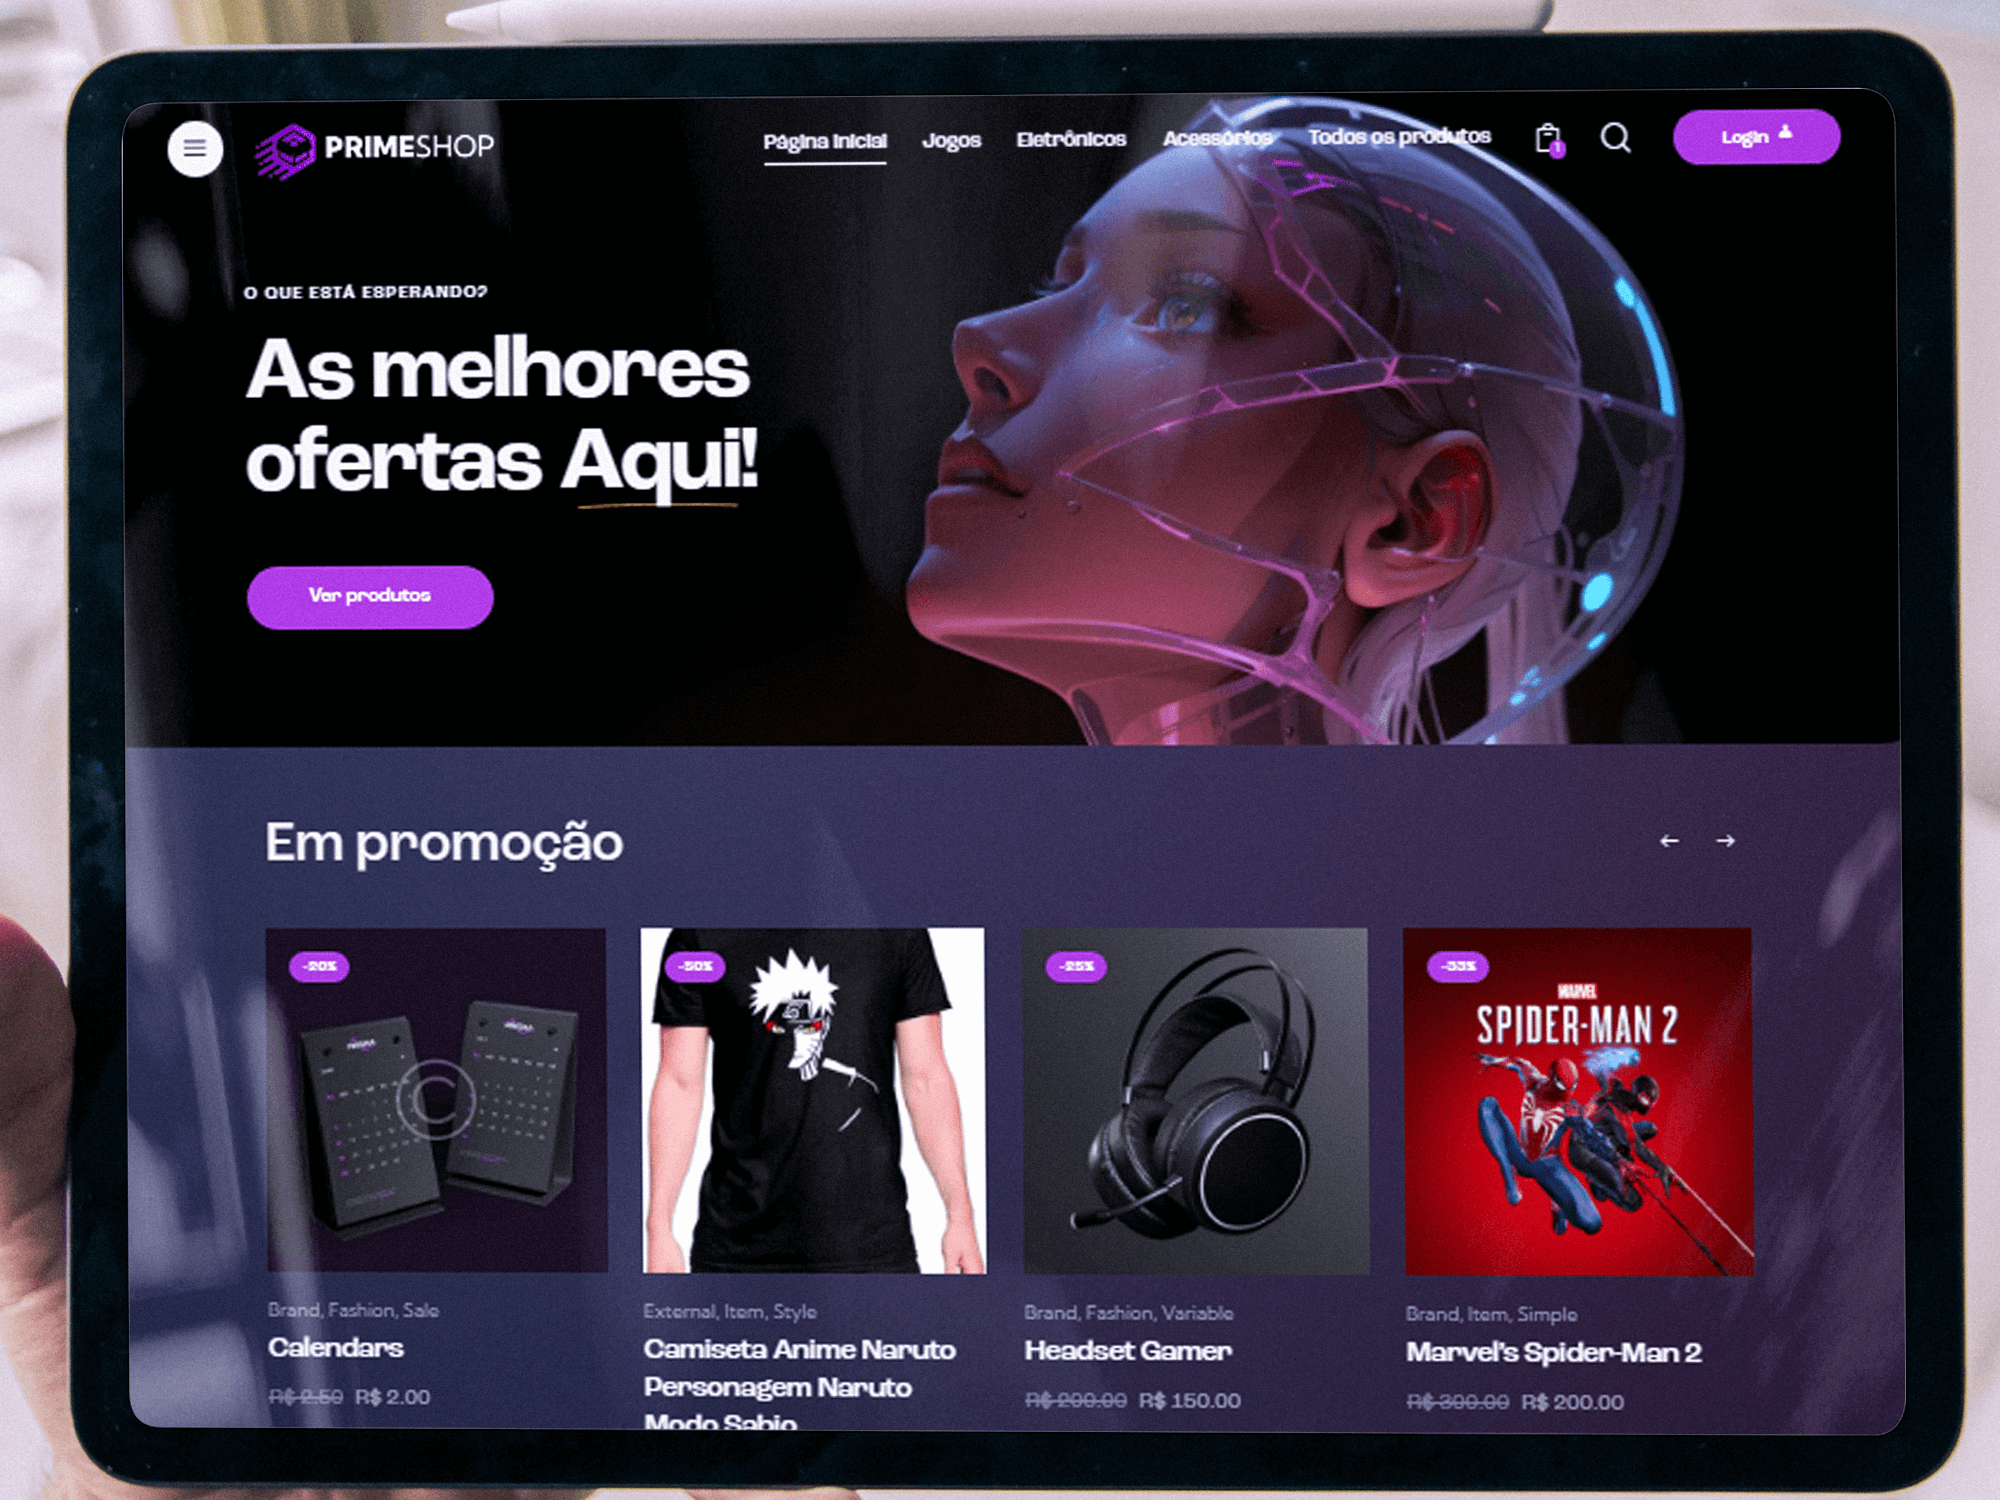 PRIMESHOP
Página Inicial
Jogos
Eletrônicos
Acessórios
Todos os produtos
1
Login
O QUE ESTÁ ESPERANDO?
As melhores
ofertas Aqui!
Ver produtos
Em promoção
-20%
-50%
-25%
-33%
MARVEL
SPIDER-MAN 2
Brand, Fashion, Sale
Calendars
R$ 2.50 R$ 2.00
External, Item, Style
Camiseta Anime Naruto
Personagem Naruto
Modo Sabio
Brand, Fashion, Variable
Headset Gamer
R$ 200.00 R$ 150.00
Brand, Item, Simple
Marvel's Spider-Man 2
R$ 300.00 R$ 200.00